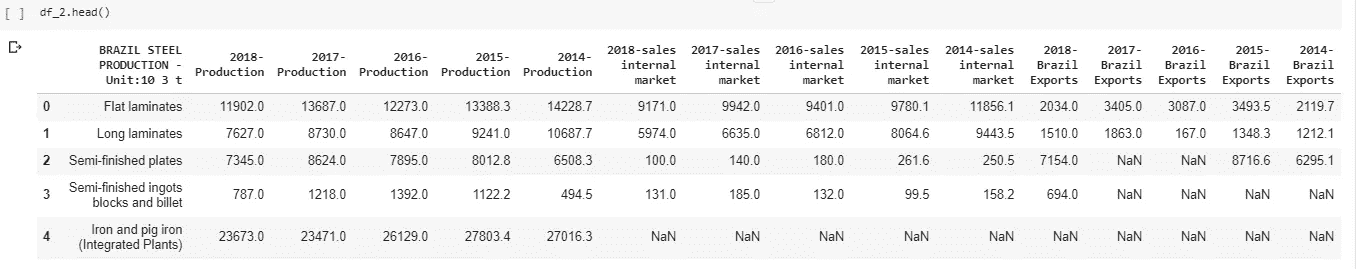 [ ] df_2.head()
BRAZIL STEEL PRODUCTION - Unit:10 3 t 2018-Production 2017-Production 2016-Production 2015-Production 2014-Production 2018-sales internal market 2017-sales internal market 2016-sales internal market 2015-sales internal market 2014-sales internal market 2018-Brazil Exports 2017-Brazil Exports 2016-Brazil Exports 2015-Brazil Exports 2014-Brazil Exports
0 Flat laminates 11902.0 13687.0 12273.0 13388.3 14228.7 9171.0 9942.0 9401.0 9780.1 11856.1 2034.0 3405.0 3087.0 3493.5 2119.7
1 Long laminates 7627.0 8730.0 8647.0 9241.0 10687.7 5974.0 6635.0 6812.0 8064.6 9443.5 1510.0 1863.0 167.0 1348.3 1212.1
2 Semi-finished plates 7345.0 8624.0 7895.0 8012.8 6508.3 100.0 140.0 180.0 261.6 250.5 7154.0 NaN NaN 8716.6 6295.1
3 Semi-finished ingots blocks and billet 787.0 1218.0 1392.0 1122.2 494.5 131.0 185.0 132.0 99.5 158.2 694.0 NaN NaN NaN NaN
4 Iron and pig iron (Integrated Plants) 23673.0 23471.0 26129.0 27803.4 27016.3 NaN NaN NaN NaN NaN NaN NaN NaN NaN NaN